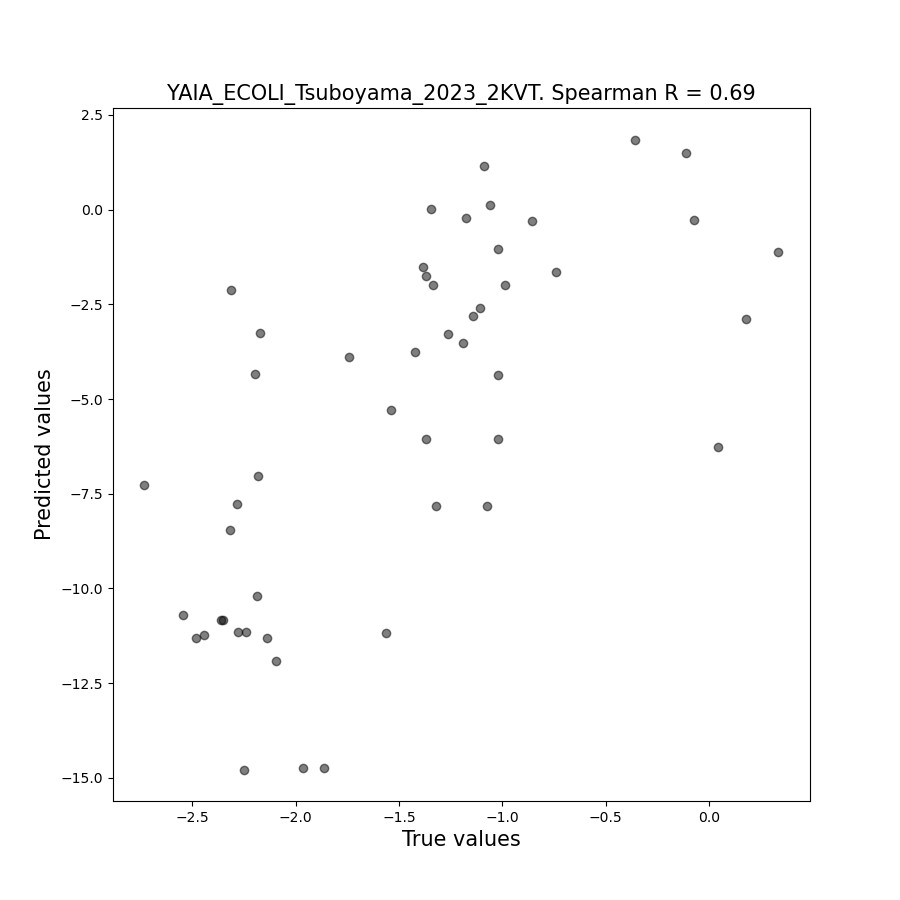 YAIA_ECOLI_Tsuboyama_2023_2KVT. Spearman R = 0.69
2.5
0.0
−2.5
−5.0
−7.5
−10.0
−12.5
−15.0
Predicted values
−2.5 −2.0 −1.5 −1.0 −0.5 0.0
True values